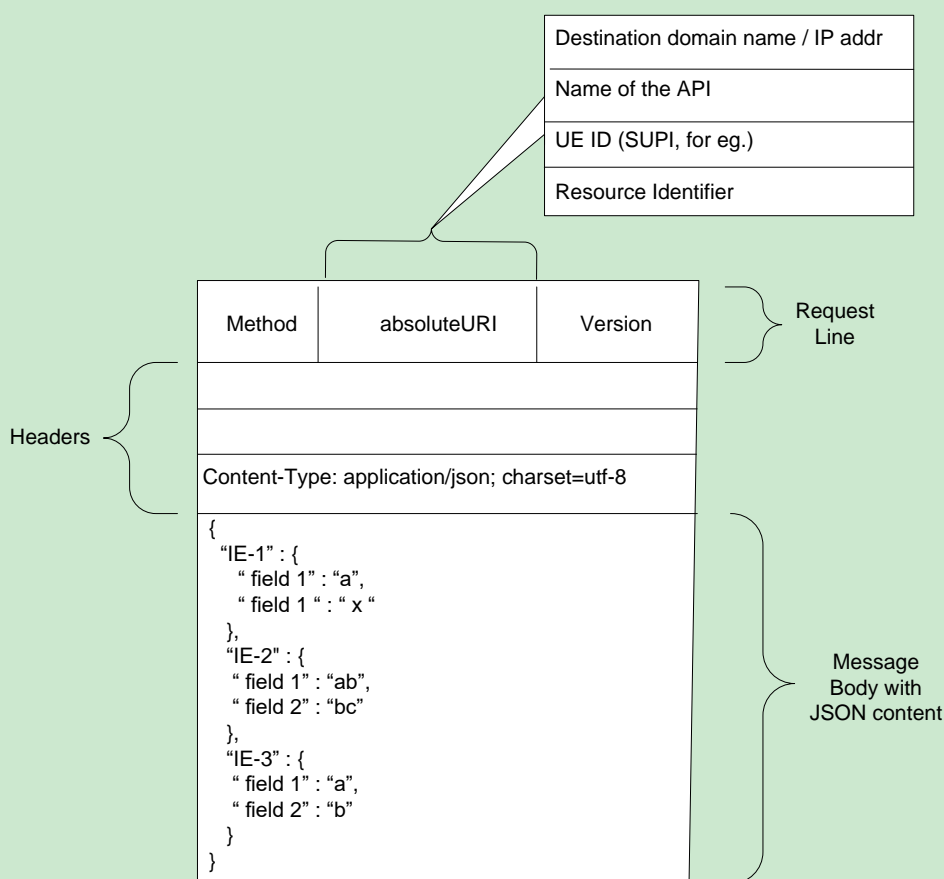 Destination domain name / IP addr
Name of the API
UE ID (SUPI, for eg.)
Resource Identifier
Method absoluteURI Version
Request
Line
Headers
Content-Type: application/json; charset=utf-8
{
“IE-1” : {
“ field 1” : “a”,
“ field 1 “ : “ x “
},
“IE-2" : {
“ field 1” : “ab”,
“ field 2” : “bc”
},
“IE-3” : {
“ field 1” : “a”,
“ field 2” : “b”
}
}
Message
Body with
JSON content